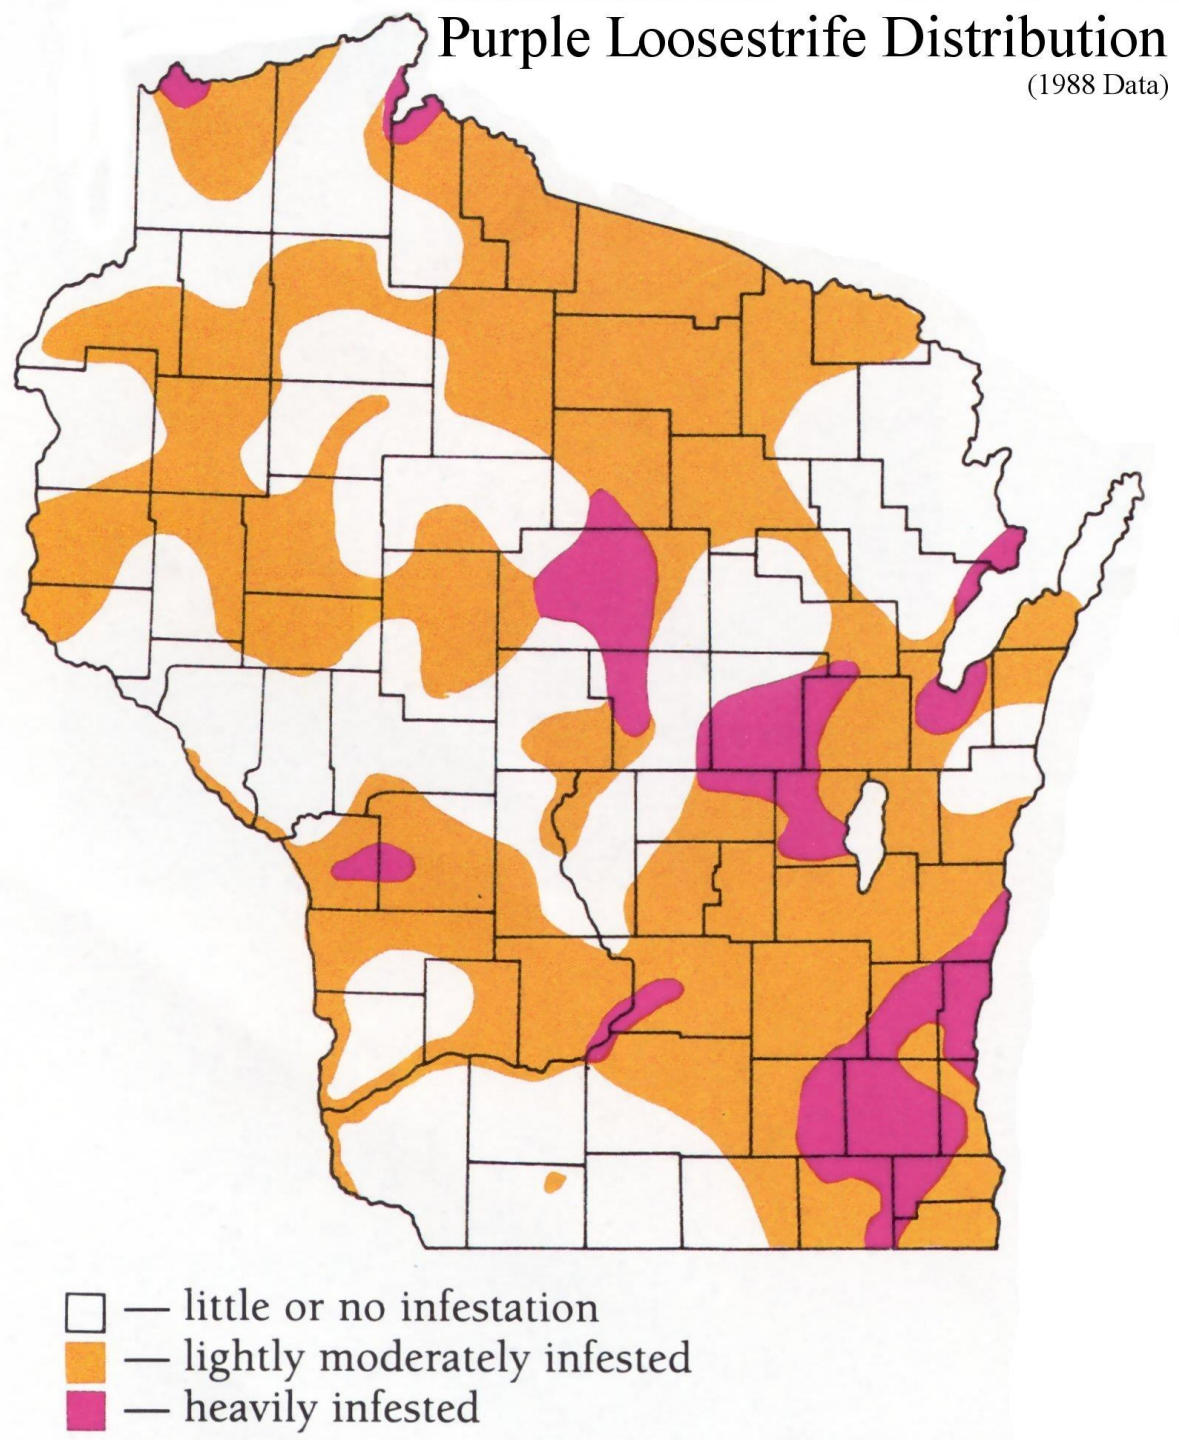 Purple Loosestrife Distribution
(1988 Data)
— little or no infestation
— lightly moderately infested
— heavily infested